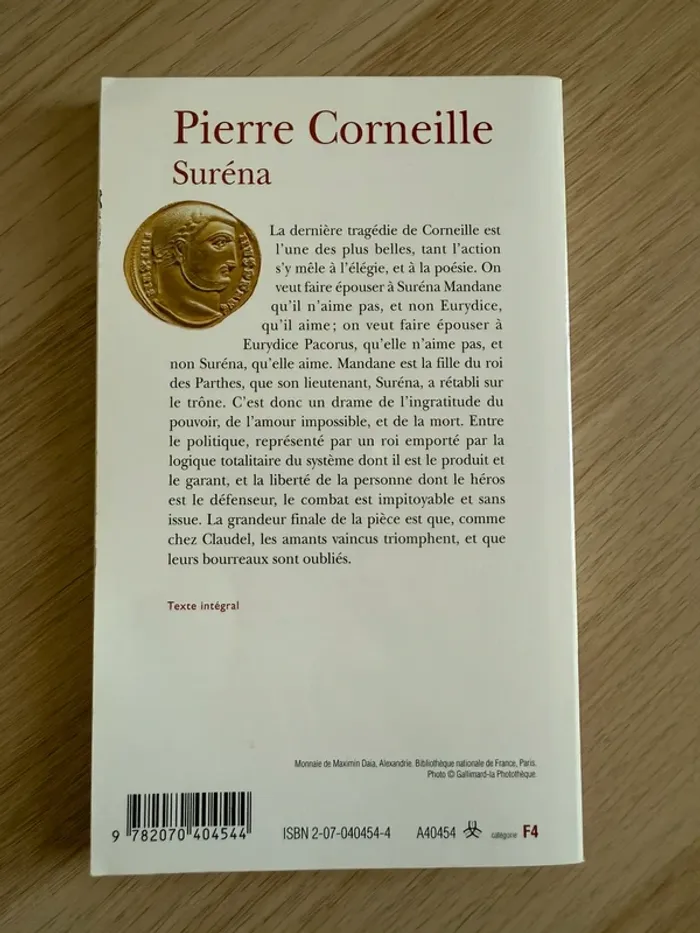 Pierre Corneille
Suréna
La dernière tragédie de Corneille est
l'une des plus belles, tant l'action
s'y mêle à l'élégie, et à la poésie. On
veut faire épouser à Suréna Mandane
qu'il n'aime pas, et non Eurydice,
qu'il aime ; on veut faire épouser à
Eurydice Pacorus, qu'elle n'aime pas, et
non Suréna, qu'elle aime. Mandane est la fille du roi
des Parthes, que son lieutenant, Suréna, a rétabli sur
le trône. C'est donc un drame de l'ingratitude du
pouvoir, de l'amour impossible, et de la mort. Entre
le politique, représenté par un roi emporté par la
logique totalitaire du système dont il est le produit et
le garant, et la liberté de la personne dont le héros
est le défenseur, le combat est impitoyable et sans
issue. La grandeur finale de la pièce est que, comme
chez Claudel, les amants vaincus triomphent, et que
leurs bourreaux sont oubliés.
Texte intégral
Monnaie de Maximin Daia, Alexandrie. Bibliothèque nationale de France, Paris.
Photo © Gallimard-la Photothèque.
9 782070 404544
ISBN 2-07-040454-4 A40454 catégorie F4